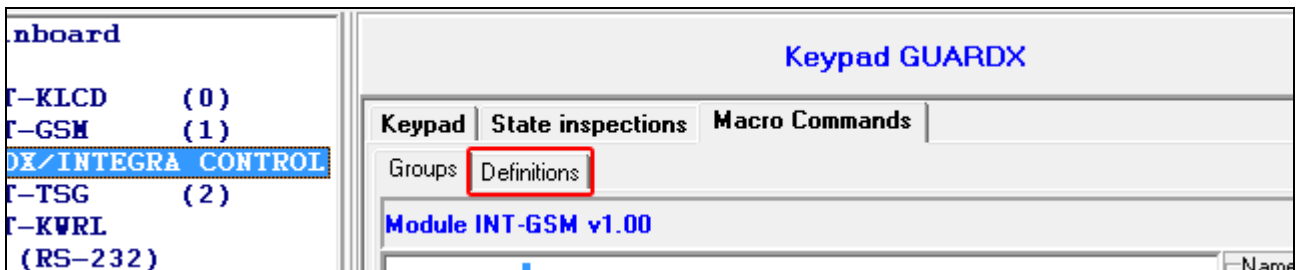 nboard
T-KLCD (0)
T-GSM (1)
DX/INTEGRA CONTROL
T-TSG (2)
T-KWRL
(RS-232)
Keypad GUARDX
Keypad State inspections Macro Commands
Groups Definitions
Module INT-GSM v1.00
Name